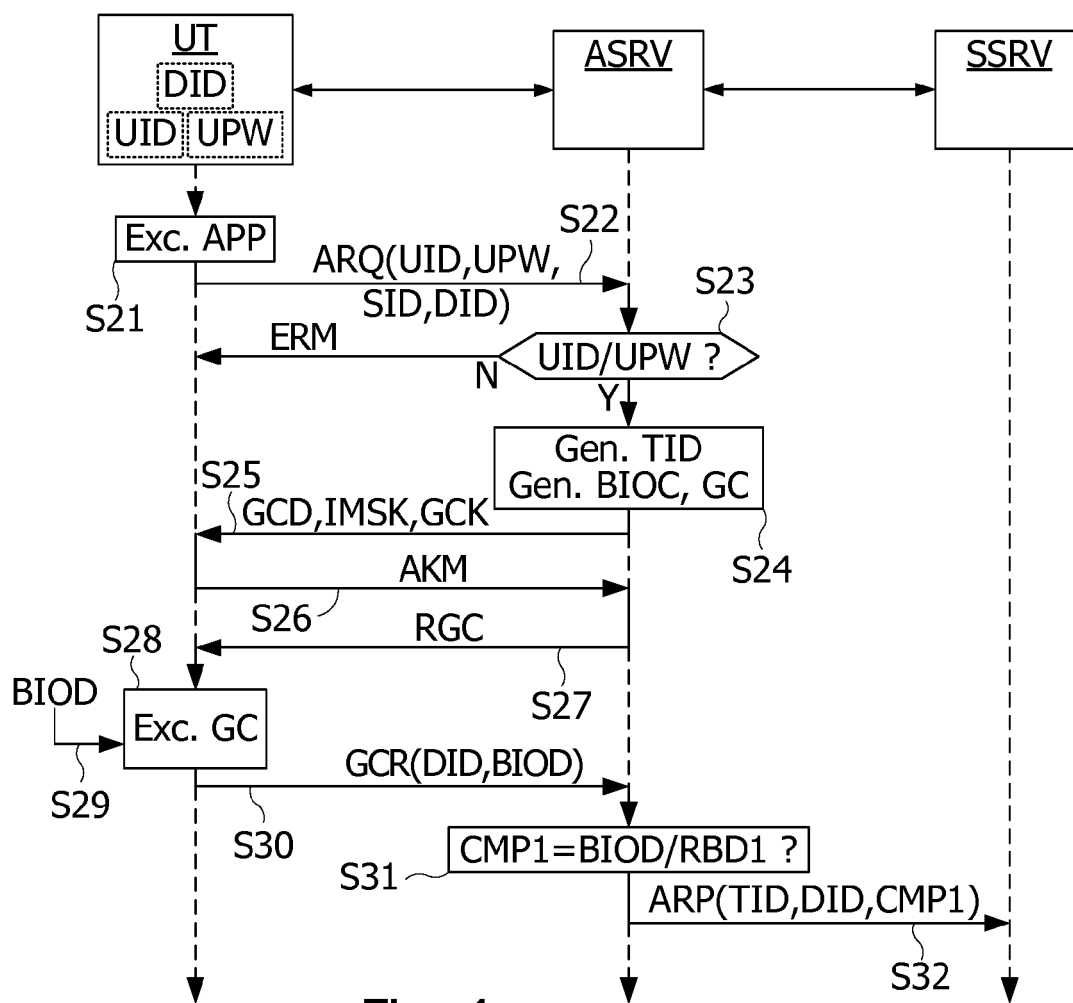 UT
DID
UID UPW
ASRV
SSRV
Exc. APP
S21
ARQ(UID,UPW,
SID,DID)
S22
S23
ERM
UID/UPW ?
N
Y
Gen. TID
Gen. BIOC, GC
S24
S25
GCD,IMSK,GCK
AKM
S26
RGC
S27
S28
BIOD
Exc. GC
S29
GCR(DID,BIOD)
S30
CMP1=BIOD/RBD1 ?
S31
ARP(TID,DID,CMP1)
S32